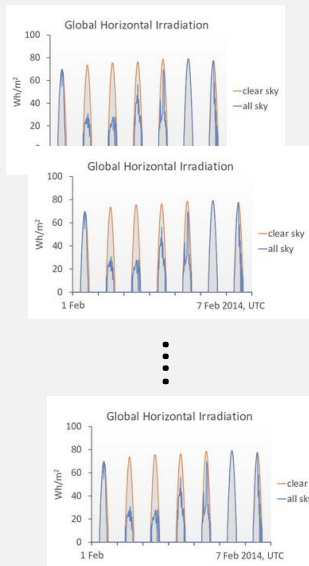 Global Horizontal Irradiation
100
80
60
40
20
Wh/m²
clear sky
all sky
Global Horizontal Irradiation
100
80
60
40
20
0
Wh/m²
clear sky
all sky
1 Feb
7 Feb 2014, UTC
Global Horizontal Irradiation
100
80
60
40
20
0
Wh/m²
clear
all sk
1 Feb
7 Feb 2014, UTC